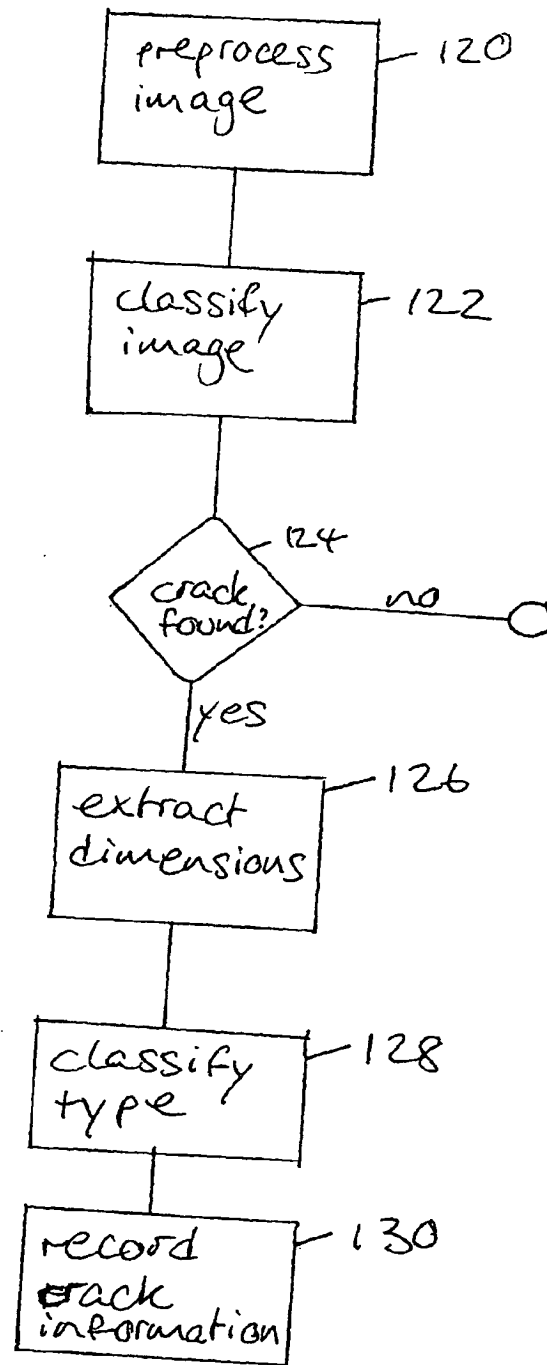 preprocess
image
120
classify
image
122
124
crack
found?
no
yes
extract
dimensions
126
classify
type
128
record
crack
information
130